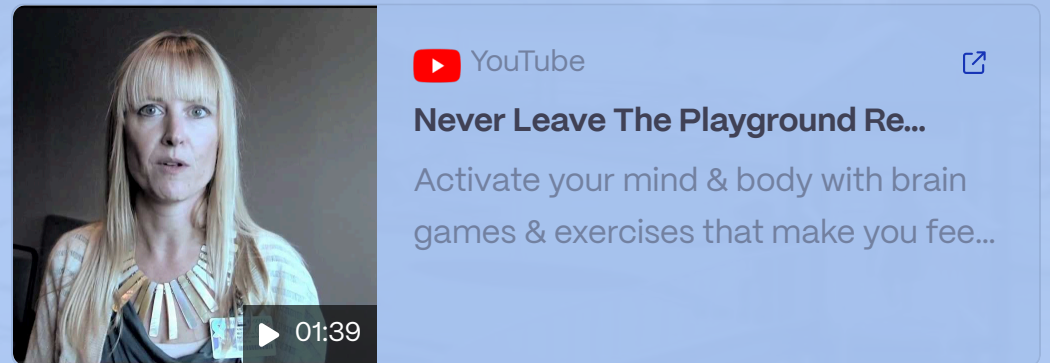 YouTube
Never Leave The Playground Re...
Activate your mind & body with brain
games & exercises that make you fee...
01:39